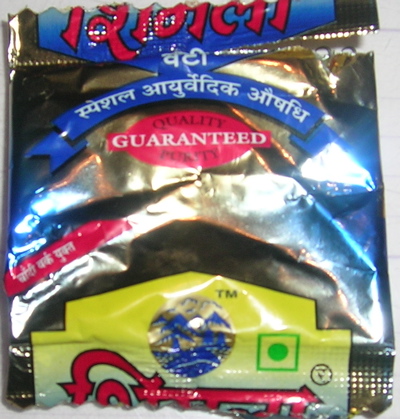 वटी
स्पेशल आयुर्वेदिक औषधि
QUALITY
GUARANTEED
PURITY
चाँदी वर्क युक्त
TM